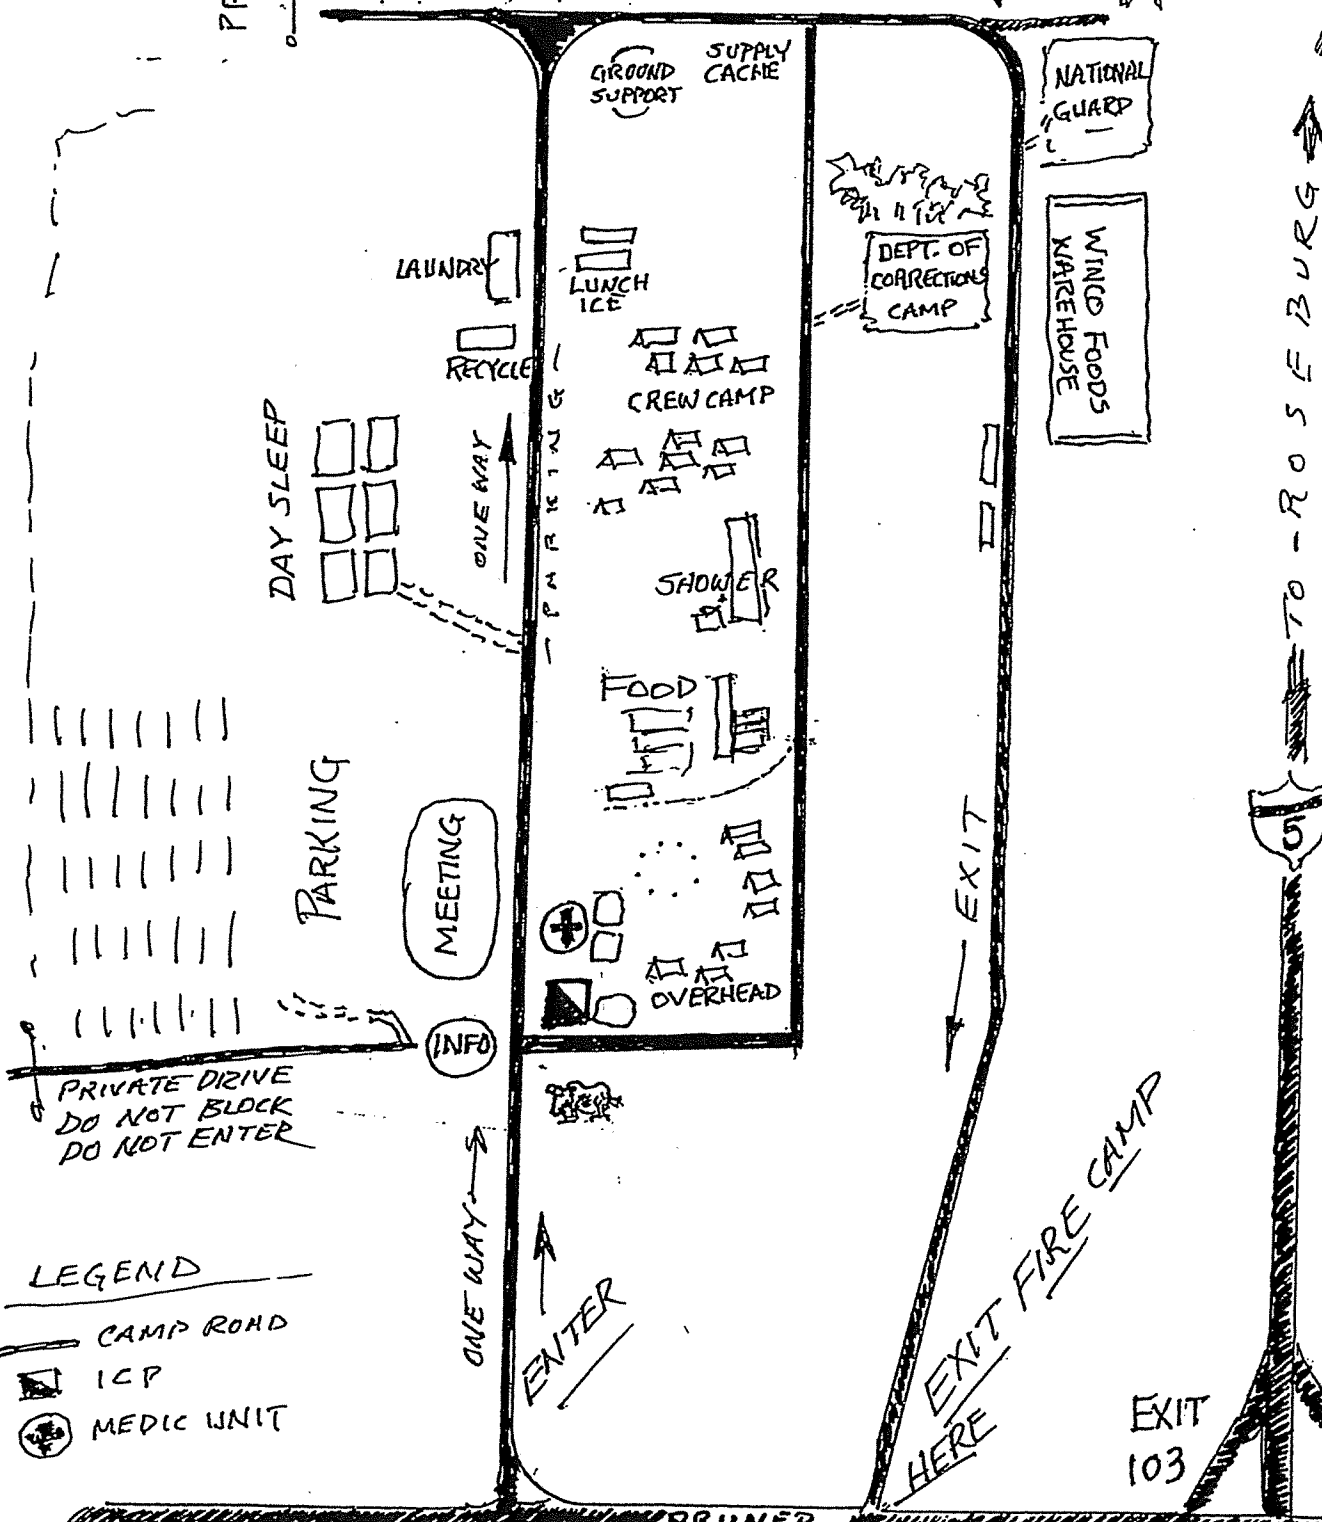 GROUND
SUPPORT
SUPPLY
CACHE
NATIONAL
GUARD
LAUNDRY
LUNCH
ICE
DEPT. OF
CORRECTIONS
CAMP
WINCO FOODS
WAREHOUSE
TO - ROSEBURG
RECYCLE
CREW CAMP
DAY SLEEP
ONE WAY
- PARKING -
SHOWER
FOOD
PARKING
MEETING
EXIT
5
OVERHEAD
INFO
PRIVATE DRIVE
DO NOT BLOCK
DO NOT ENTER
ONE WAY
ENTER
EXIT FIRE CAMP
HERE
LEGEND
CAMP ROAD
ICP
MEDIC UNIT
EXIT
103
PRUNER